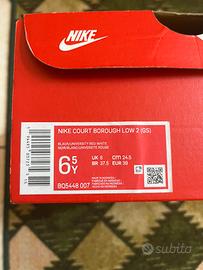 NIKE
NIKE COURT BOROUGH LOW 2 (GS)
BLACK/UNIVERSITY RED-WHITE
NOIR/BLANC/UNIVERSITE ROUGE
6.5Y
UK 6 CM 24.5
BR 37.5 EUR 39
BQ5448 007
subito